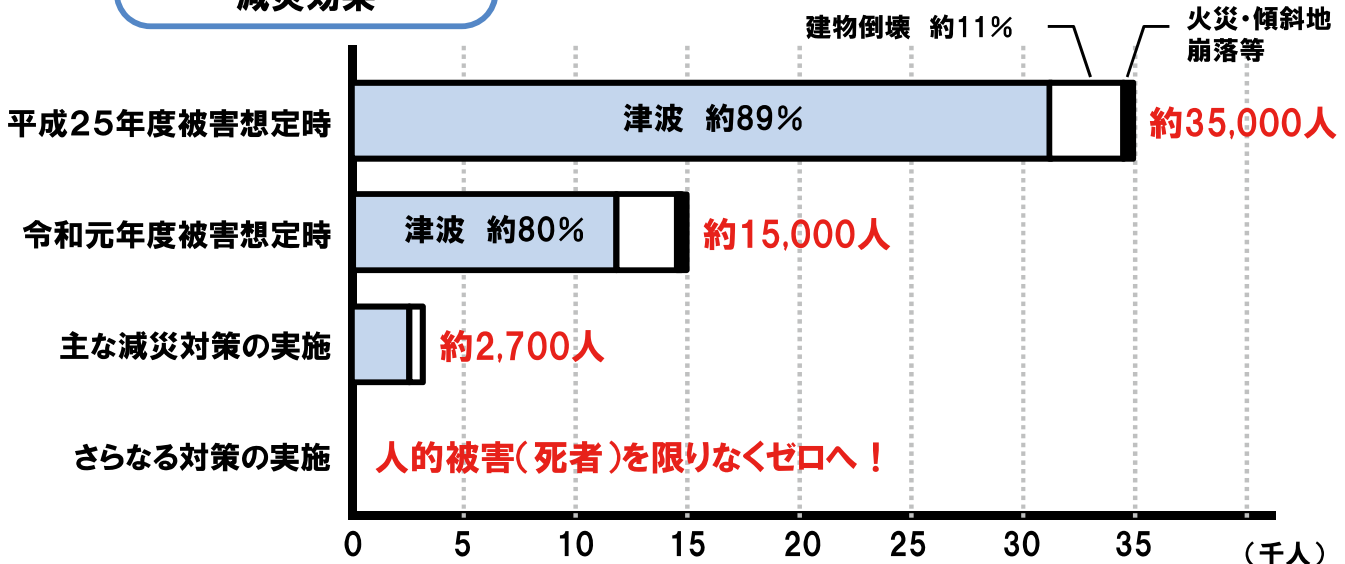 減災効果
建物倒壊 約11%
火災・傾斜地
崩落等
平成25年度被害想定時
津波 約89%
約35,000人
令和元年度被害想定時
津波 約80%
約15,000人
主な減災対策の実施
約2,700人
さらなる対策の実施
人的被害(死者)を限りなくゼロへ!
0 5 10 15 20 25 30 35 (千人)